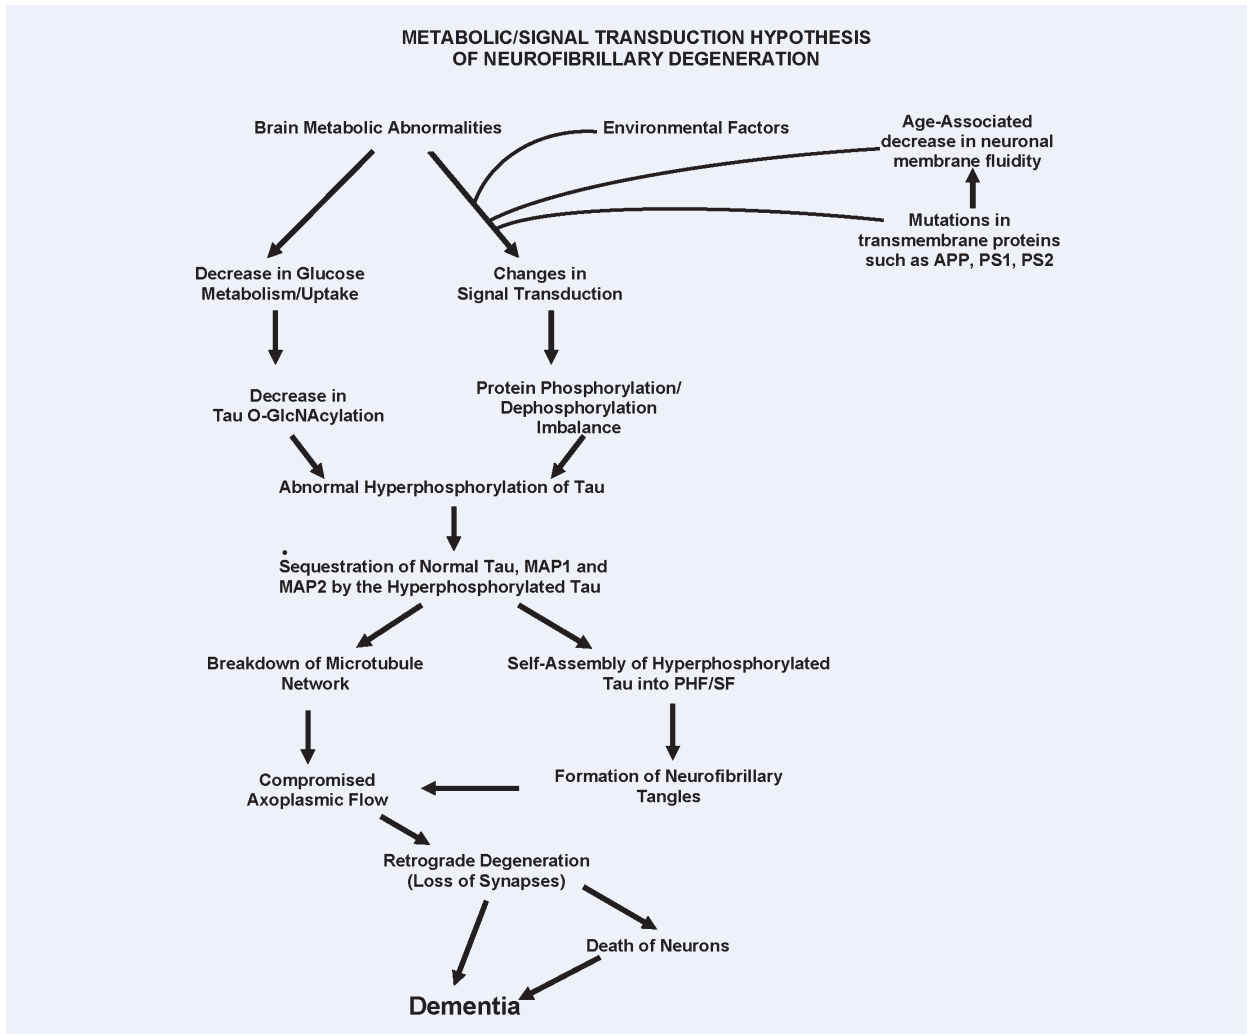 METABOLIC/SIGNAL TRANSDUCTION HYPOTHESIS
OF NEUROFIBRILLARY DEGENERATION
Brain Metabolic Abnormalities
Environmental Factors
Age-Associated
decrease in neuronal
membrane fluidity
Mutations in
transmembrane proteins
such as APP, PS1, PS2
Decrease in Glucose
Metabolism/Uptake
Changes in
Signal Transduction
Decrease in
Tau O-GlcNAcylation
Protein Phosphorylation/
Dephosphorylation
Imbalance
Abnormal Hyperphosphorylation of Tau
Sequestration of Normal Tau, MAP1 and
MAP2 by the Hyperphosphorylated Tau
Breakdown of Microtubule
Network
Self-Assembly of Hyperphosphorylated
Tau into PHF/SF
Compromised
Axoplasmic Flow
Formation of Neurofibrillary
Tangles
Retrograde Degeneration
(Loss of Synapses)
Death of Neurons
Dementia